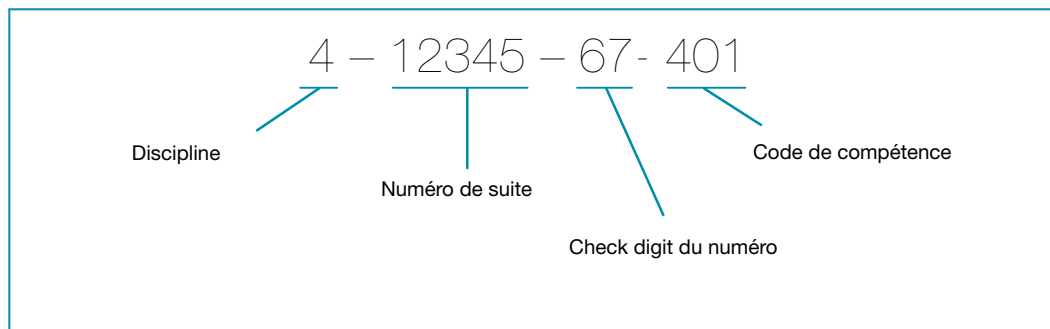 4 – 12345 – 67- 401
Discipline
Code de compétence
Numéro de suite
Check digit du numéro